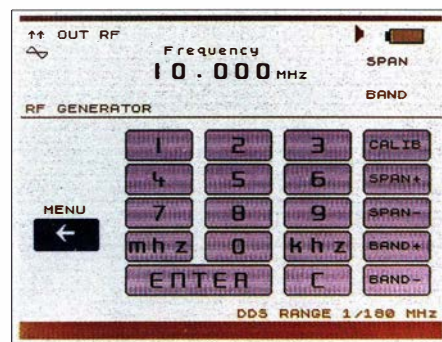 ↑↑ OUT RF
Frequency
10.000 MHz
SPAN
BAND
RF GENERATOR
1 2 3 CALIB
4 5 6 SPAN+
MENU
7 8 9 SPAN-
←
mhz 0 khz BAND+
ENTER C BAND-
DDS RANGE 1/180 MHz